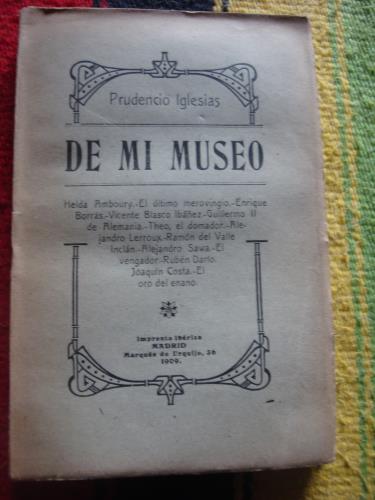 Prudencio Iglesias
DE MI MUSEO
Helda Amboury.-El último merovingio.-Enrique
Borrás.-Vicente Blasco Ibáñez-Guillermo II
de Alemania.-Theo, el domador.-Ale-
jandro Lerroux.-Ramón del Valle
Inclán.-Alejandro Sawa.-El
vengador.-Rubén Darío.
Joaquín Costa.-El
oro del enano.
Imprenta Ibérica
MADRID
Marqués de Urquijo, 36
1909.